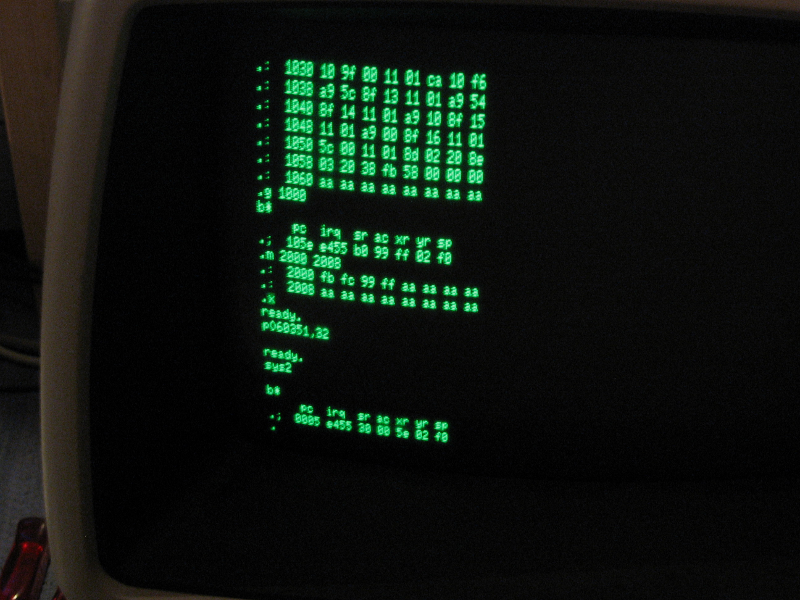 .:  1030 10 9f 00 11 01 ca 10 f6
.:  1038 a9 5c 8f 13 11 01 a9 54
.:  1040 8f 14 11 01 a9 10 8f 15
.:  1048 11 01 a9 00 8f 16 11 01
.:  1050 5c 00 11 01 8d 02 20 8e
.:  1058 03 20 38 fb 58 00 00 00
.:  1060 aa aa aa aa aa aa aa aa
.g 1000
b*
     pc  irq  sr ac xr yr sp
.;  105e e455 b0 99 ff 02 f0
.m 2000 2008
.:  2000 fb fc 99 ff aa aa aa aa
.:  2008 aa aa aa aa aa aa aa aa
.x
ready.
pO60351,32
ready.
sys2
b*
     pc  irq  sr ac xr yr sp
.;  0005 e455 30 00 5e 02 f0
.